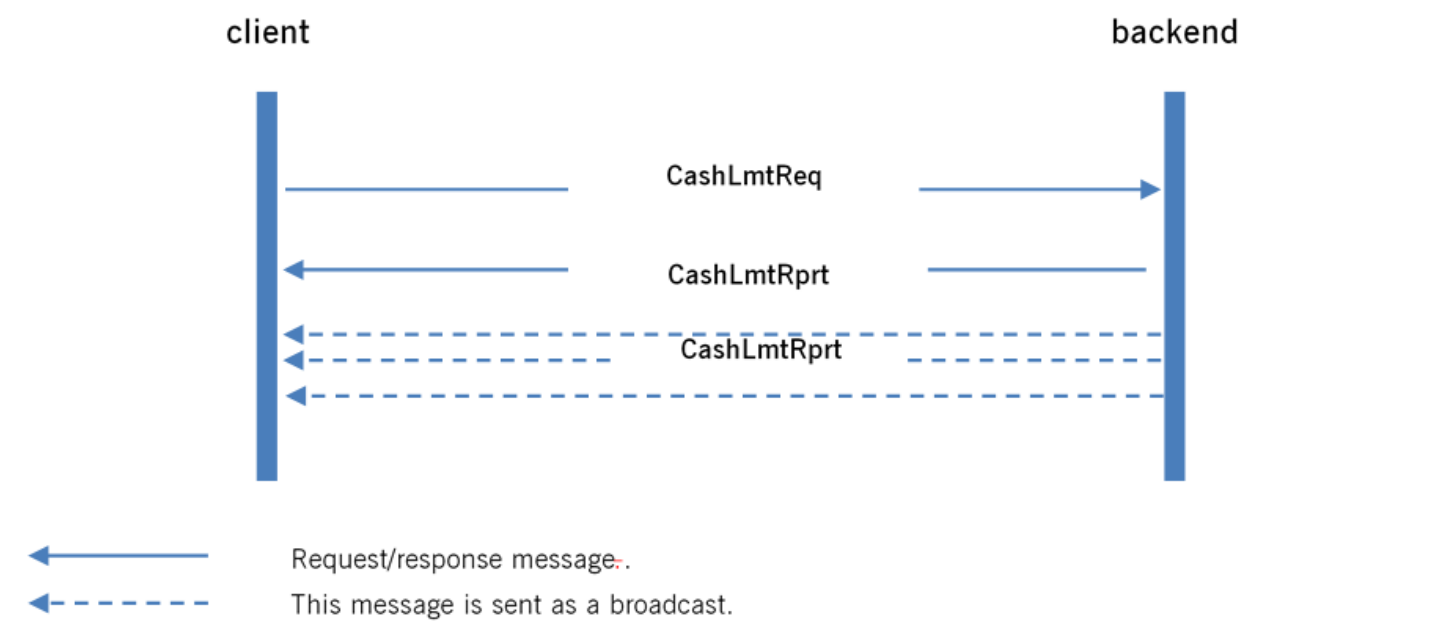 client
backend
CashLmtReq
CashLmtRprt
CashLmtRprt
Request/response message..
This message is sent as a broadcast.